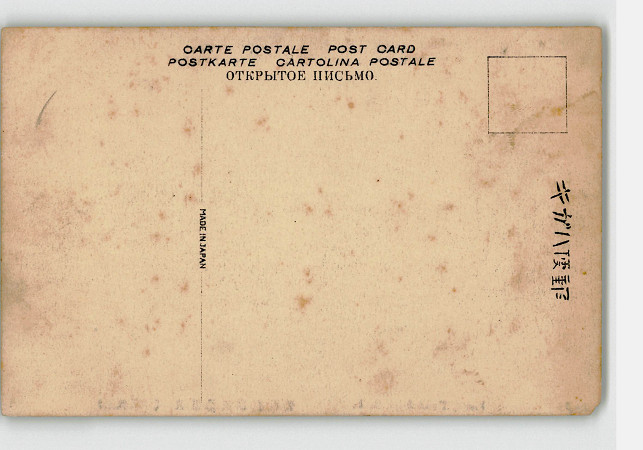 CARTE POSTALE POST CARD
POSTKARTE CARTOLINA POSTALE
ОТКРЫТОЕ ПИСЬМО.
MADE IN JAPAN
郵便ハガキ